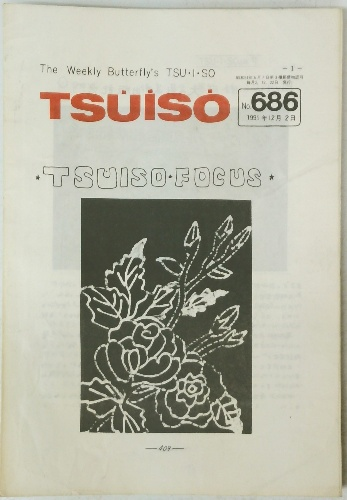 — 1 —
The Weekly Butterfly's TSU·I·SO
TSÚÍSÓ
No. 686
1991年12月2日
★TSUISO·FOCUS★
—409—